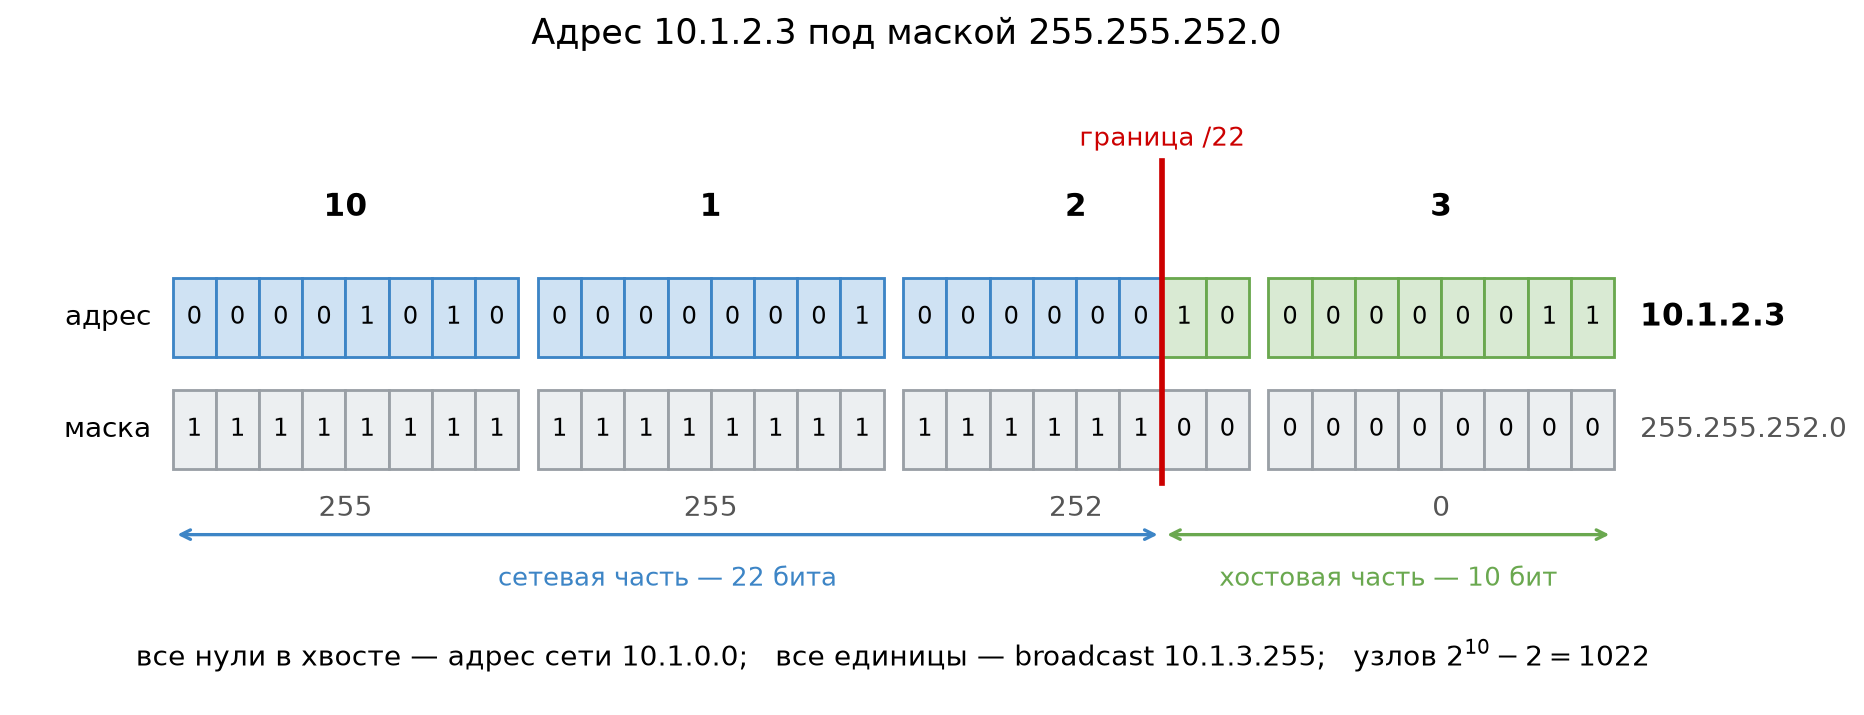 Адрес 10.1.2.3 под маской 255.255.252.0
граница /22
10 1 2 3
адрес 0 0 0 0 1 0 1 0 0 0 0 0 0 0 0 1 0 0 0 0 0 0 1 0 0 0 0 0 0 0 1 1 10.1.2.3
маска 1 1 1 1 1 1 1 1 1 1 1 1 1 1 1 1 1 1 1 1 1 1 0 0 0 0 0 0 0 0 0 0 255.255.252.0
255 255 252 0
сетевая часть — 22 бита хостовая часть — 10 бит
все нули в хвосте — адрес сети 10.1.0.0; все единицы — broadcast 10.1.3.255; узлов 2¹⁰ − 2 = 1022